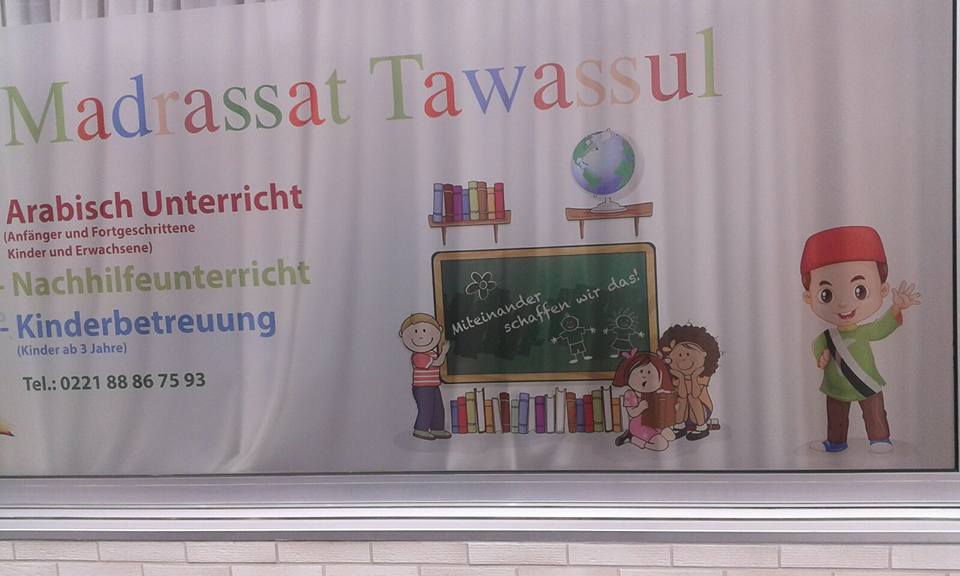 Madrassat Tawassul
Arabisch Unterricht
(Anfänger und Fortgeschrittene
Kinder und Erwachsene)
- Nachhilfeunterricht
- Kinderbetreuung
(Kinder ab 3 Jahre)
Tel.: 0221 88 86 75 93
Miteinander
schaffen wir das!